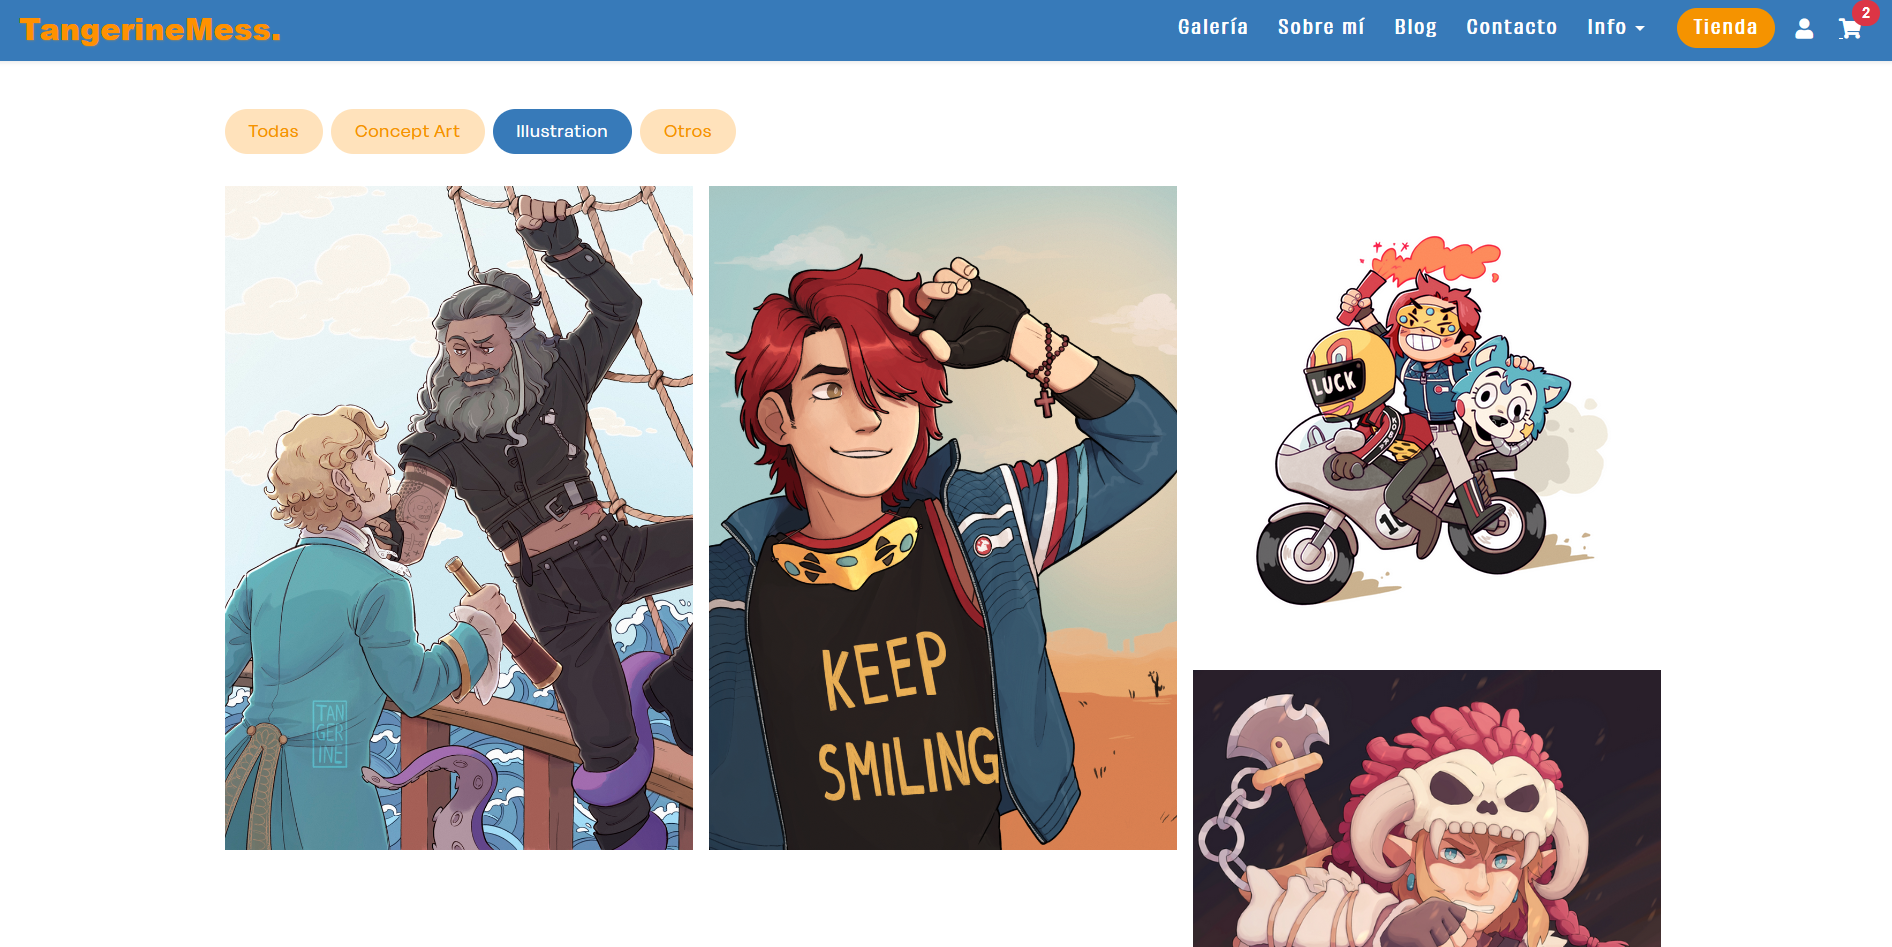 TangerineMess.
Galería Sobre mí Blog Contacto Info Tienda 2
Todas Concept Art Illustration Otros
LUCK
KEEP
SMILING
TAN
GER
INE